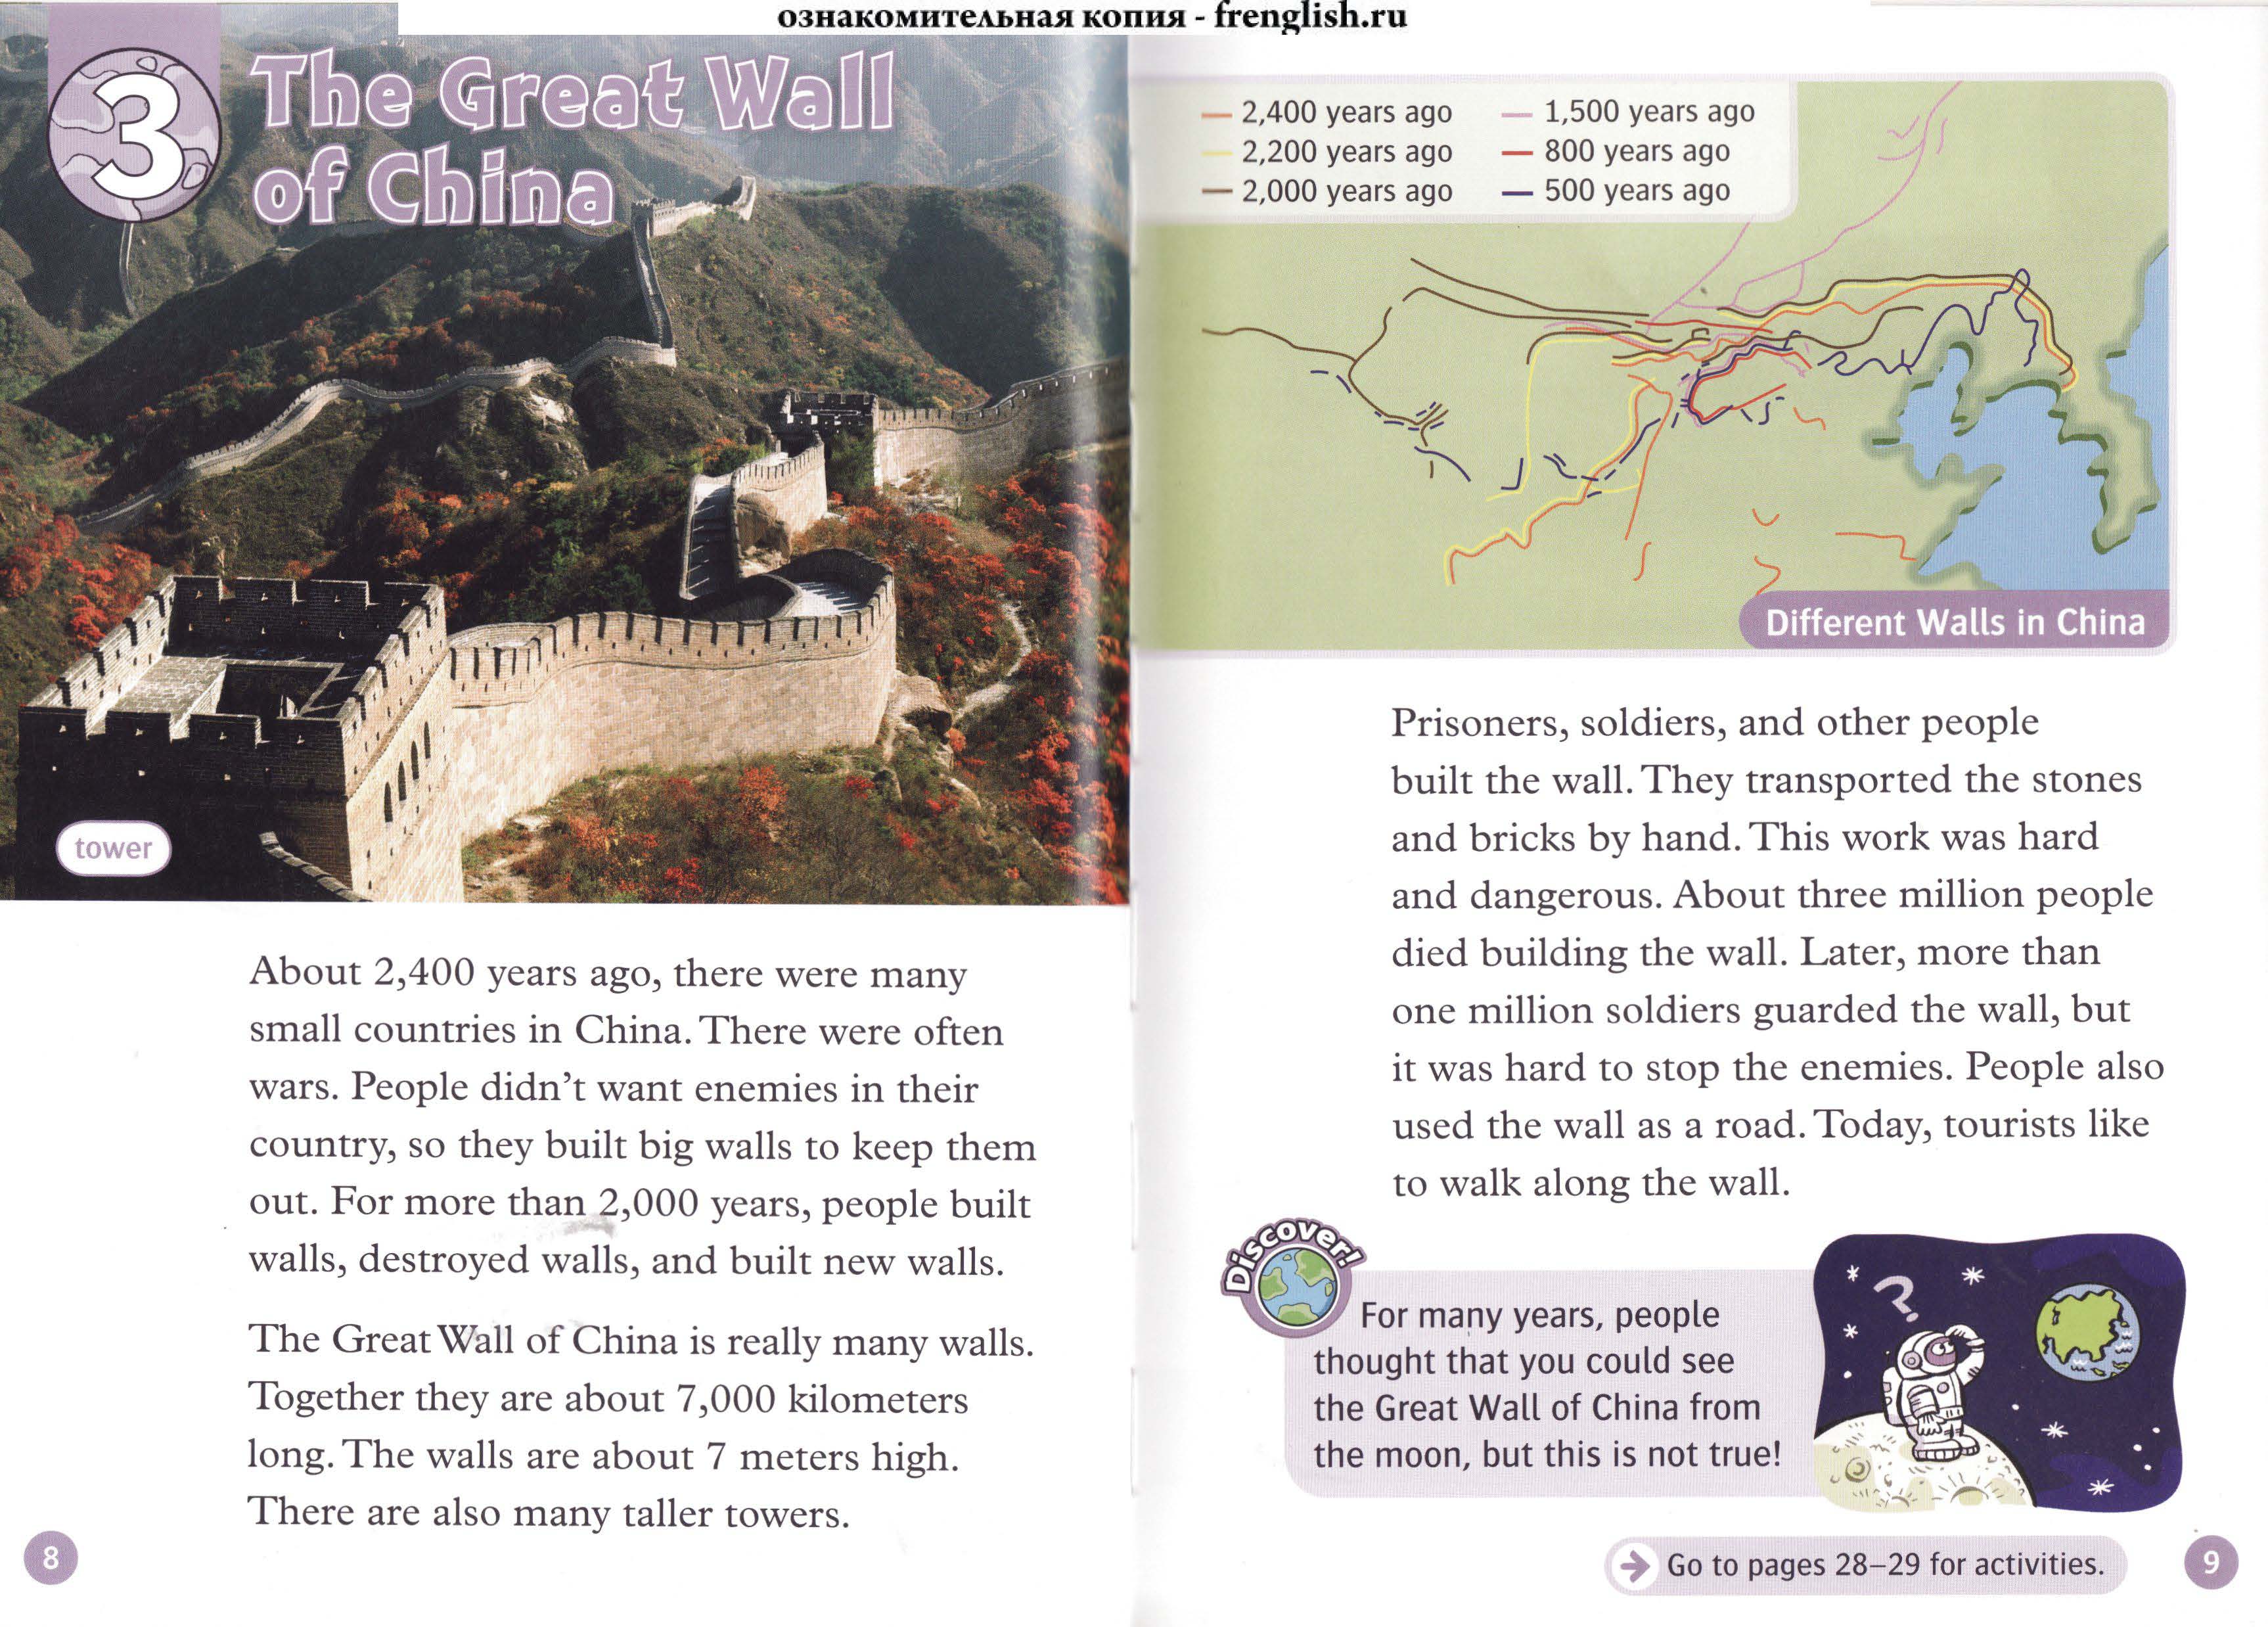 ознакомительная копия - frenglish.ru
3
The Great Wall
of China
tower
About 2,400 years ago, there were many
small countries in China. There were often
wars. People didn't want enemies in their
country, so they built big walls to keep them
out. For more than 2,000 years, people built
walls, destroyed walls, and built new walls.
The Great Wall of China is really many walls.
Together they are about 7,000 kilometers
long. The walls are about 7 meters high.
There are also many taller towers.
8
2,400 years ago
2,200 years ago
2,000 years ago
1,500 years ago
800 years ago
500 years ago
Different Walls in China
Prisoners, soldiers, and other people
built the wall. They transported the stones
and bricks by hand. This work was hard
and dangerous. About three million people
died building the wall. Later, more than
one million soldiers guarded the wall, but
it was hard to stop the enemies. People also
used the wall as a road. Today, tourists like
to walk along the wall.
Discover!
For many years, people
thought that you could see
the Great Wall of China from
the moon, but this is not true!
?
Go to pages 28–29 for activities.
9